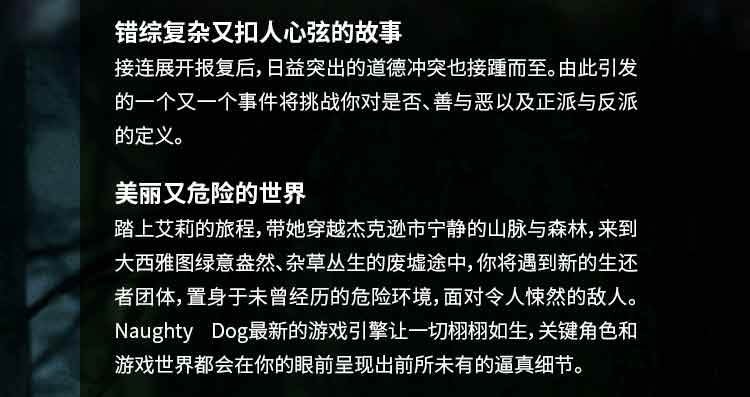 错综复杂又扣人心弦的故事
接连展开报复后，日益突出的道德冲突也接踵而至。由此引发
的一个又一个事件将挑战你对是否、善与恶以及正派与反派
的定义。
美丽又危险的世界
踏上艾莉的旅程，带她穿越杰克逊市宁静的山脉与森林，来到
大西雅图绿意盎然、杂草丛生的废墟途中，你将遇到新的生还
者团体，置身于未曾经历的危险环境，面对令人悚然的敌人。
Naughty Dog最新的游戏引擎让一切栩栩如生，关键角色和
游戏世界都会在你的眼前呈现出前所未有的逼真细节。